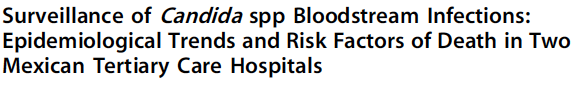 Surveillance of Candida spp Bloodstream Infections:
Epidemiological Trends and Risk Factors of Death in Two
Mexican Tertiary Care Hospitals